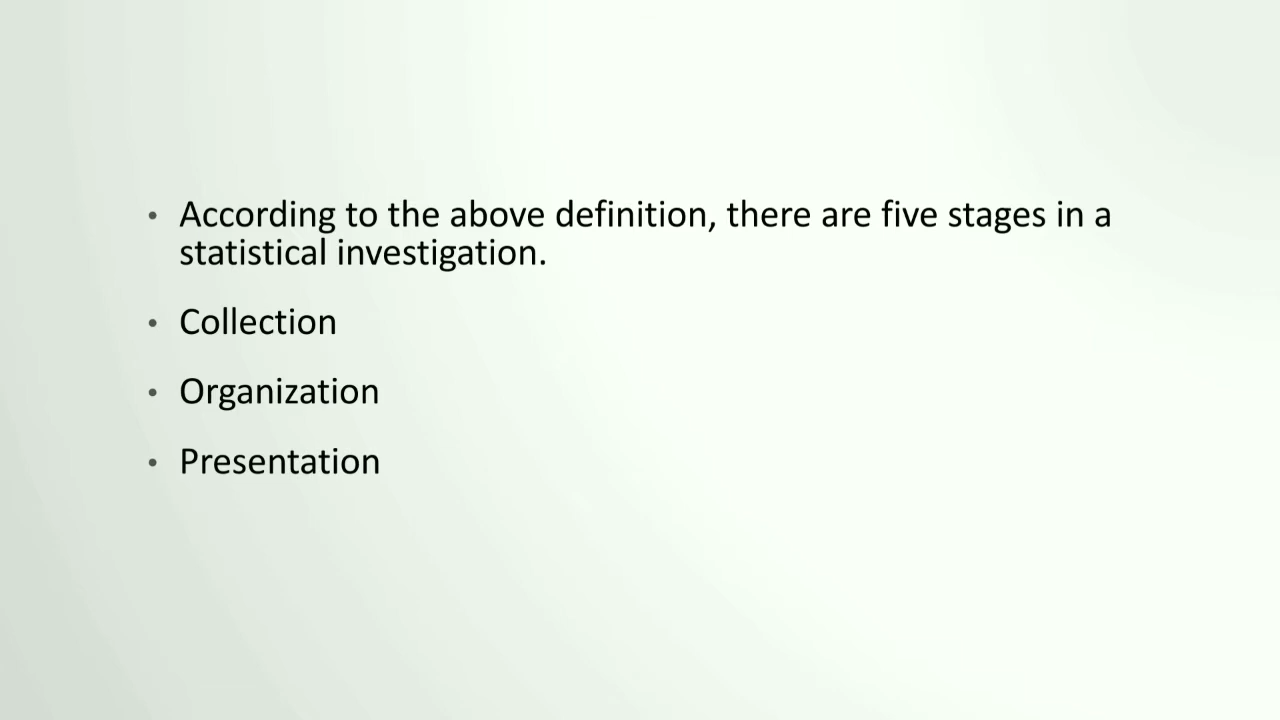 • According to the above definition, there are five stages in a
statistical investigation.
• Collection
• Organization
• Presentation